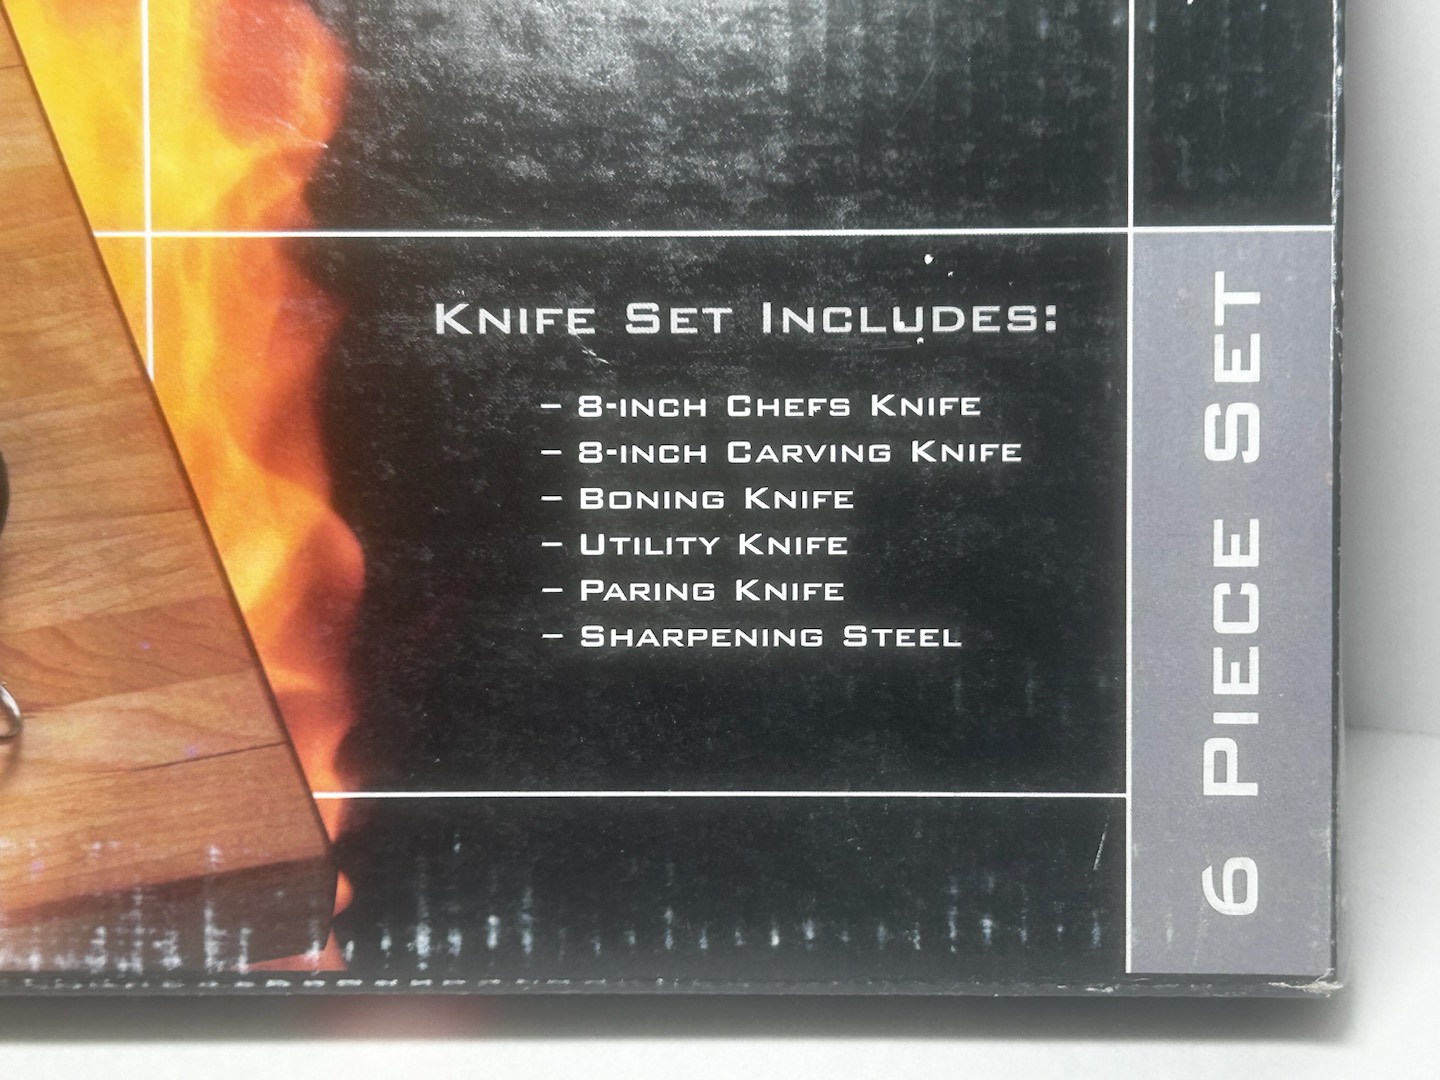 Knife Set Includes:
– 8-inch Chefs Knife
– 8-inch Carving Knife
– Boning Knife
– Utility Knife
– Paring Knife
– Sharpening Steel
6 Piece Set